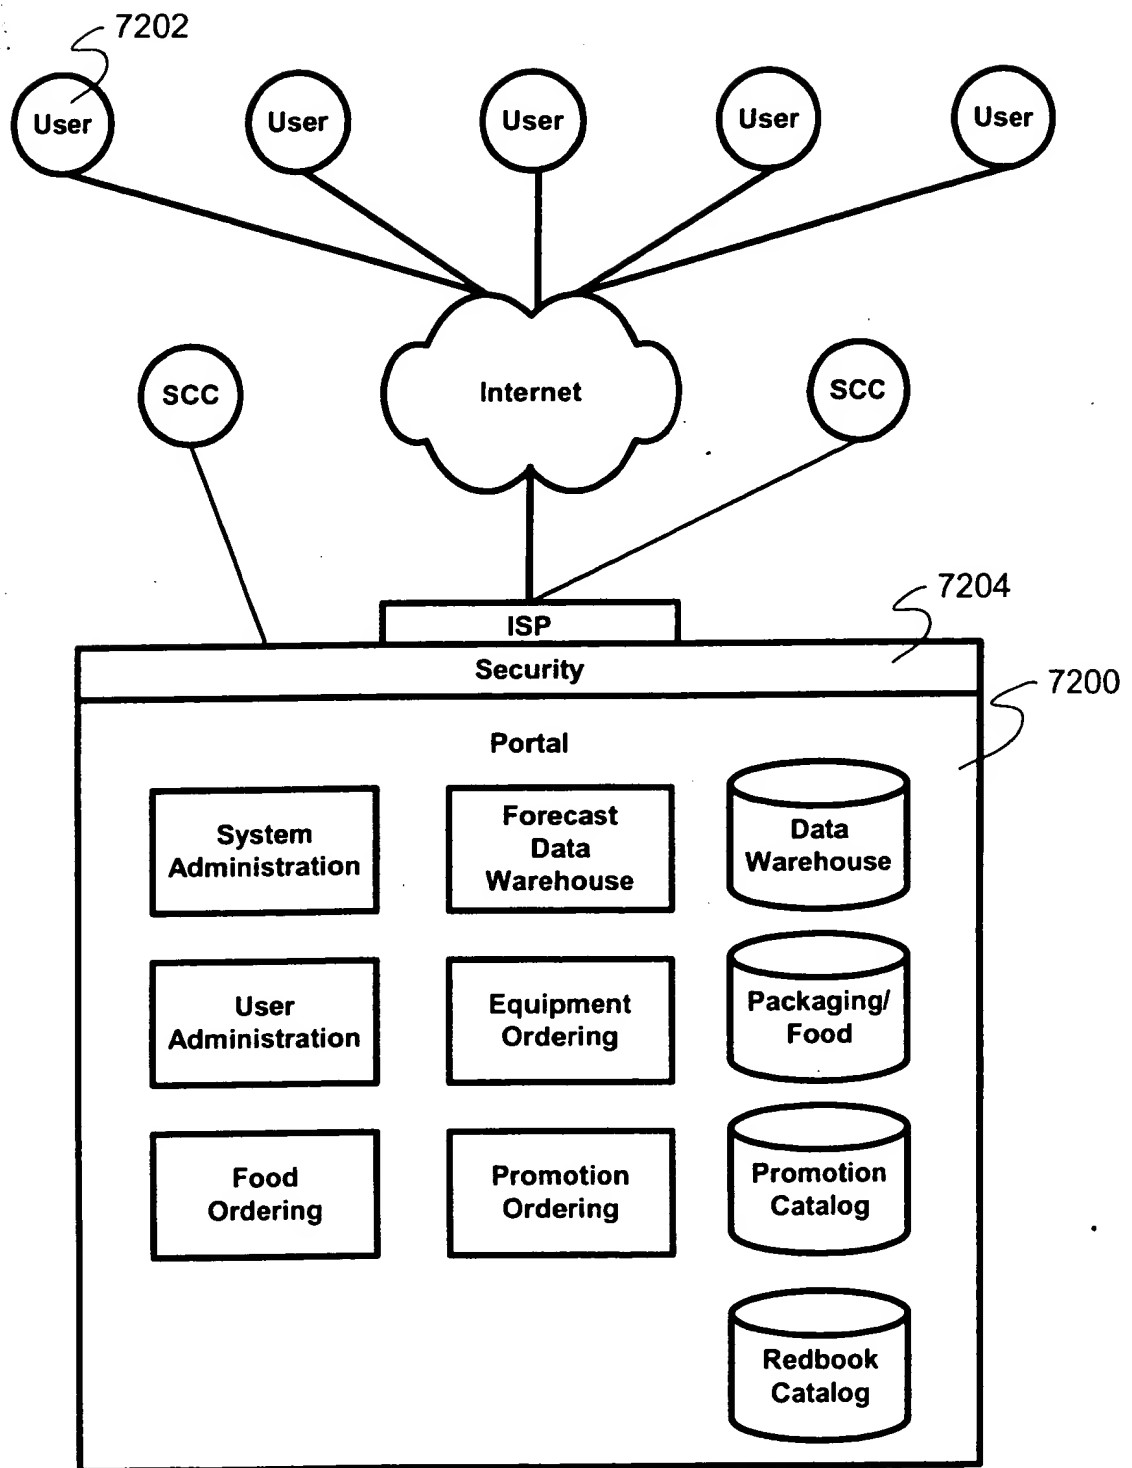 7202
User
User
User
User
User
Internet
SCC
SCC
7204
ISP
Security
7200
Portal
System
Administration
Forecast
Data
Warehouse
Data
Warehouse
User
Administration
Equipment
Ordering
Packaging/
Food
Food
Ordering
Promotion
Ordering
Promotion
Catalog
Redbook
Catalog